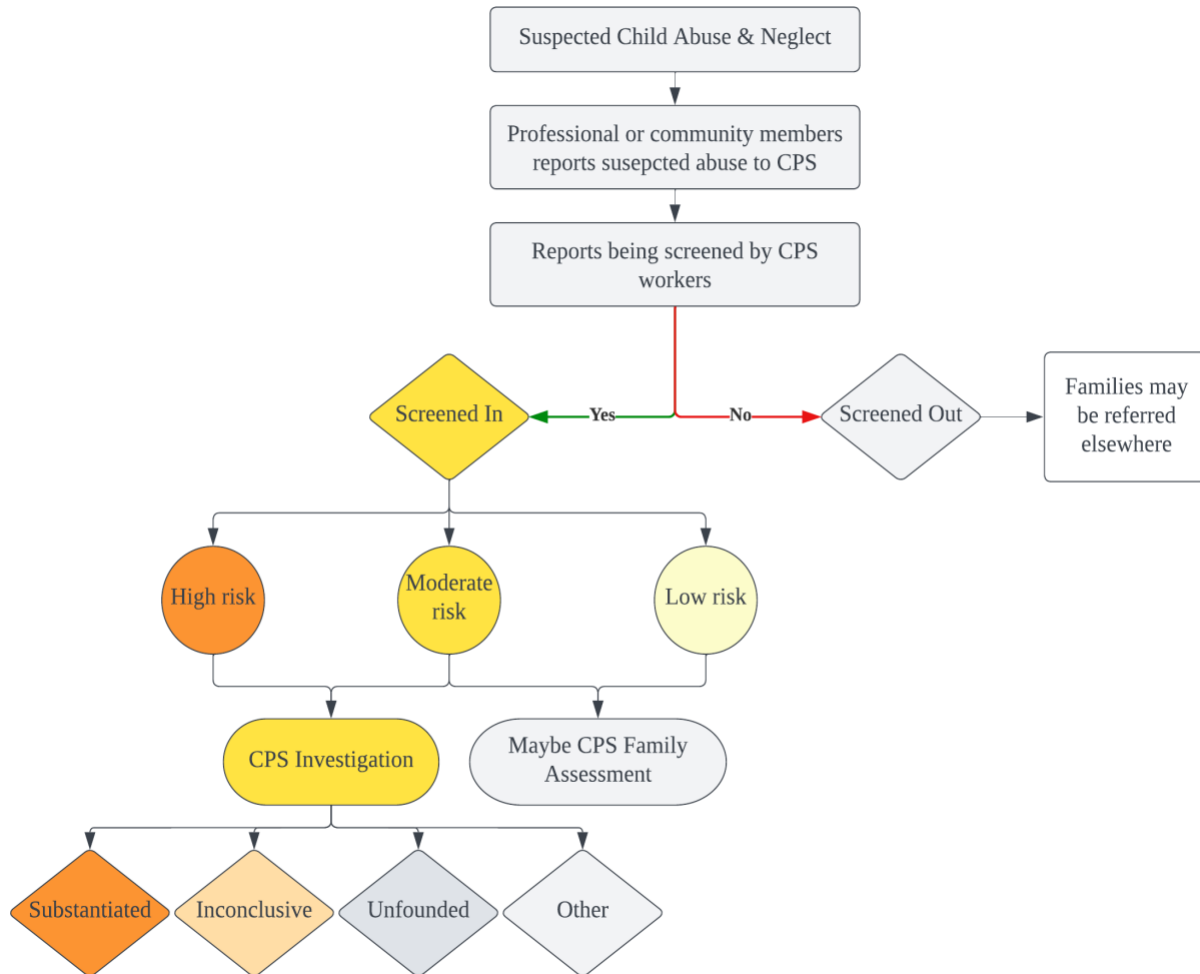 Suspected Child Abuse & Neglect
Professional or community members
reports susepcted abuse to CPS
Reports being screened by CPS
workers
Screened In
Yes
No
Screened Out
Families may
be referred
elsewhere
High risk
Moderate
risk
Low risk
CPS Investigation
Maybe CPS Family
Assessment
Substantiated
Inconclusive
Unfounded
Other